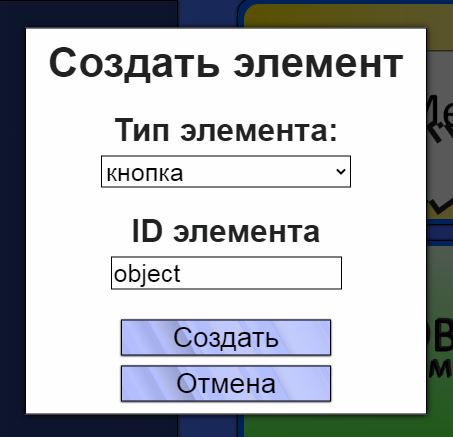 Создать элемент
Тип элемента:
кнопка
ID элемента
object
Создать
Отмена